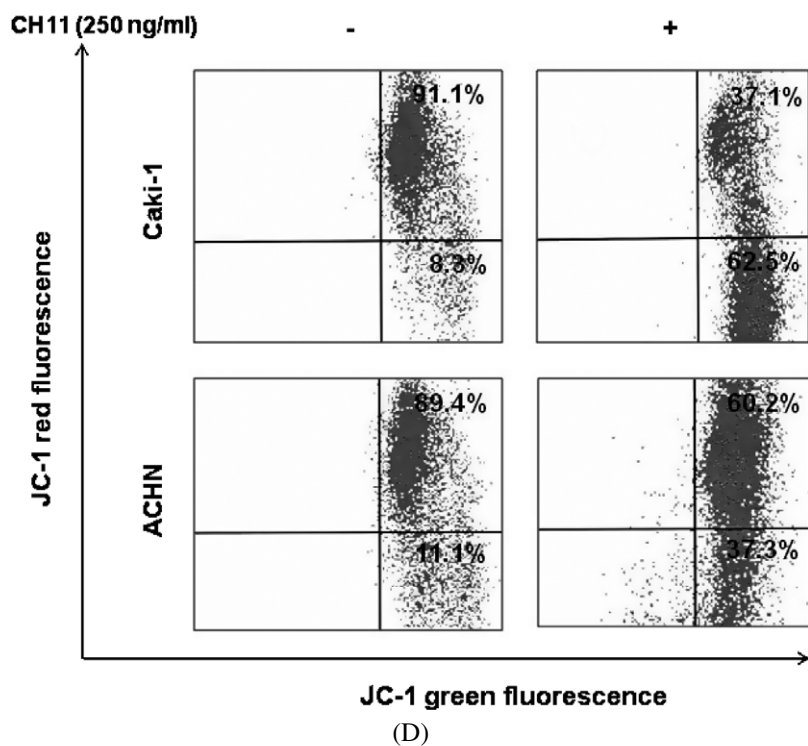 CH11 (250 ng/ml) - +
91.1% 37.1%
Caki-1
8.3% 62.5%
JC-1 red fluorescence
89.4% 60.2%
ACHN
11.1% 37.3%
JC-1 green fluorescence
(D)